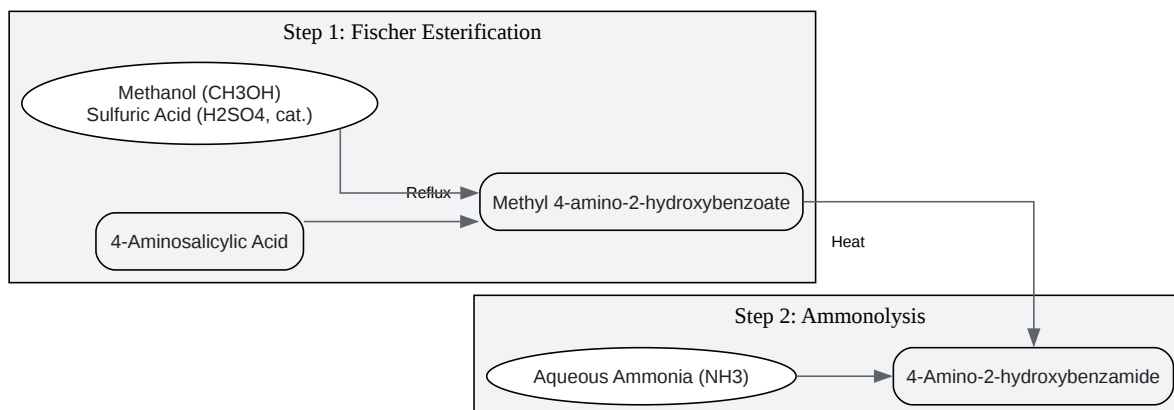 Step 1: Fischer Esterification
Methanol (CH3OH)
Sulfuric Acid (H2SO4, cat.)
Reflux
Methyl 4-amino-2-hydroxybenzoate
4-Aminosalicylic Acid
Heat
Step 2: Ammonolysis
Aqueous Ammonia (NH3)
4-Amino-2-hydroxybenzamide